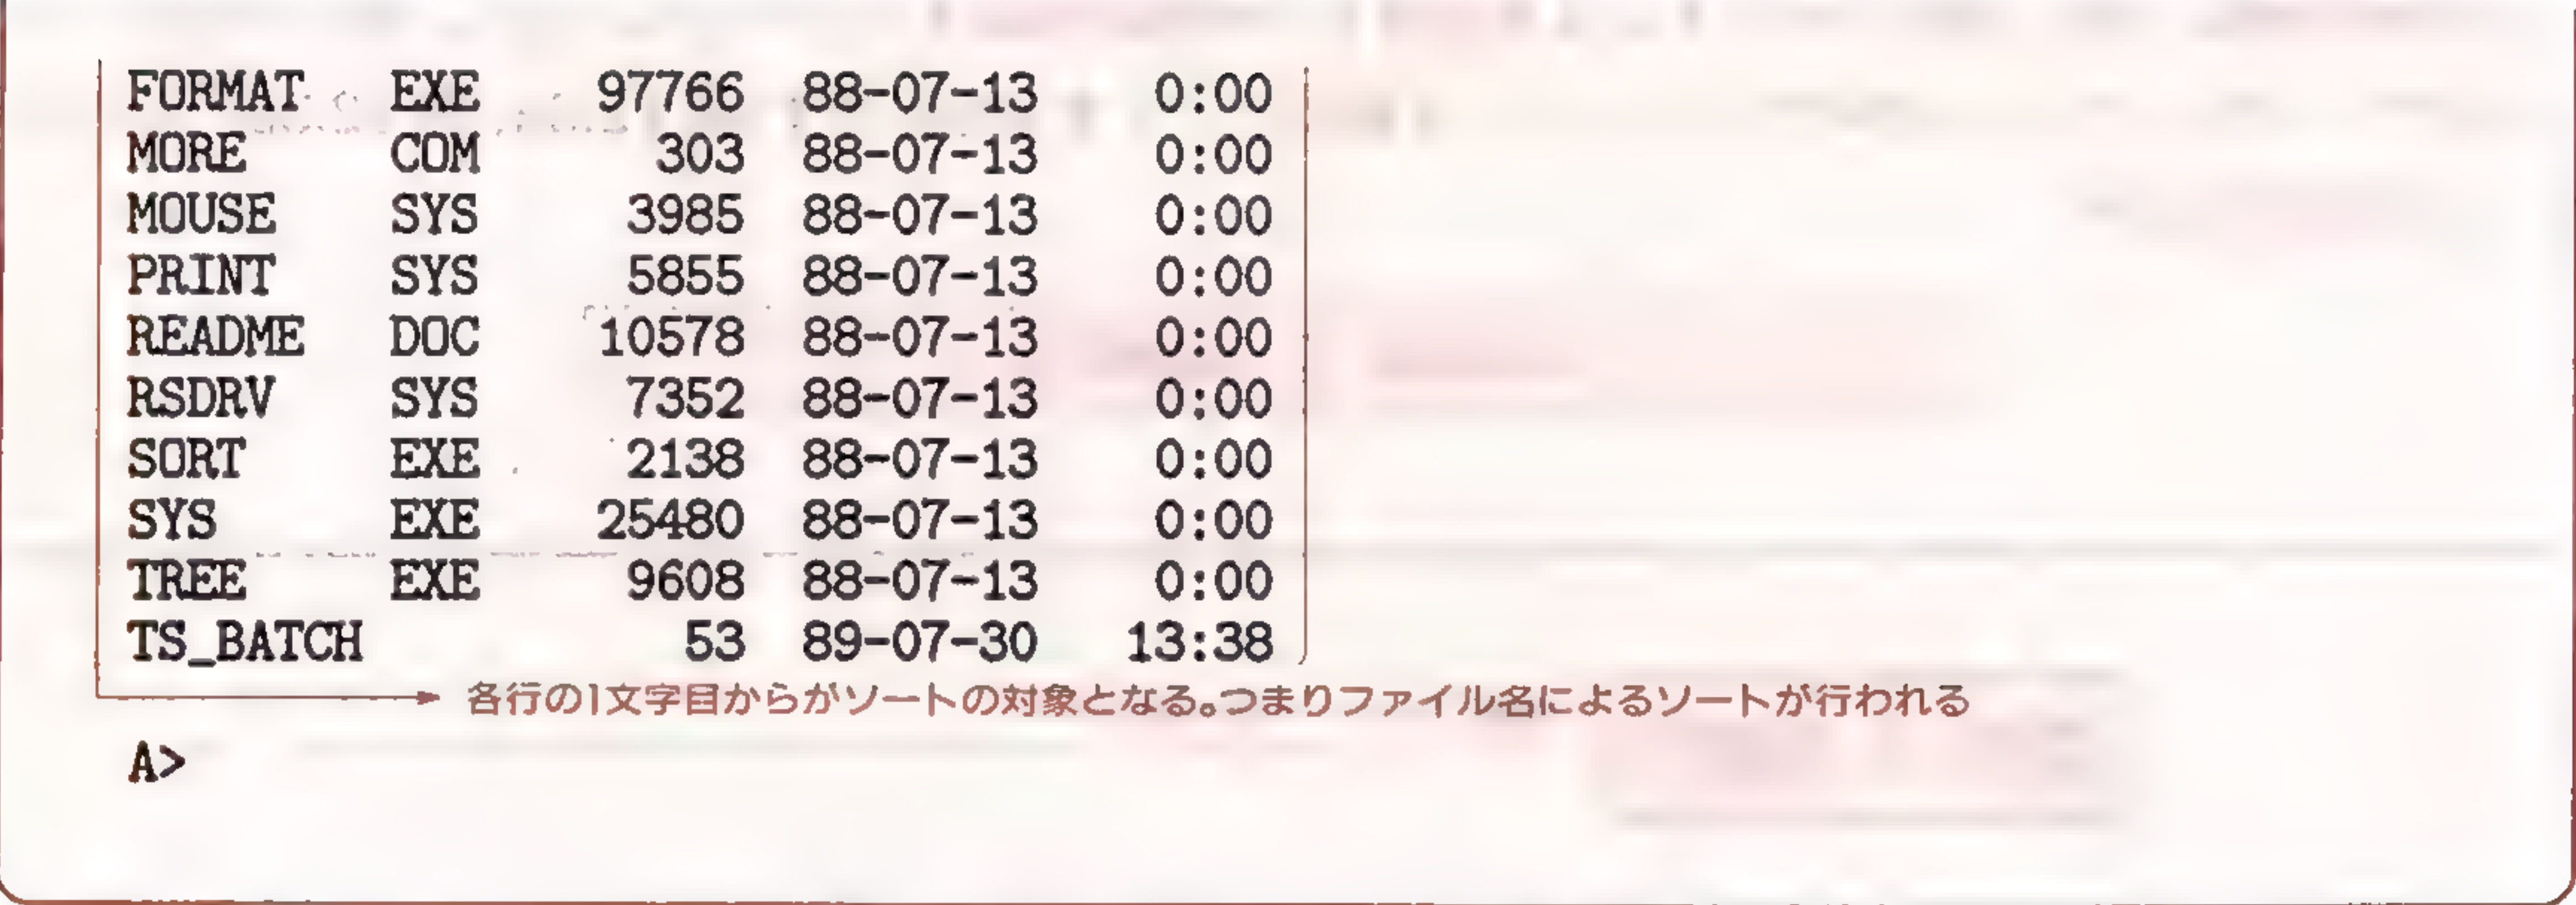 FORMAT   EXE    97766  88-07-13    0:00
MORE     COM      303  88-07-13    0:00
MOUSE    SYS     3985  88-07-13    0:00
PRINT    SYS     5855  88-07-13    0:00
README   DOC    10578  88-07-13    0:00
RSDRV    SYS     7352  88-07-13    0:00
SORT     EXE     2138  88-07-13    0:00
SYS      EXE    25480  88-07-13    0:00
TREE     EXE     9608  88-07-13    0:00
TS_BATCH           53  89-07-30   13:38
各行の1文字目からがソートの対象となる。つまりファイル名によるソートが行われる
A>